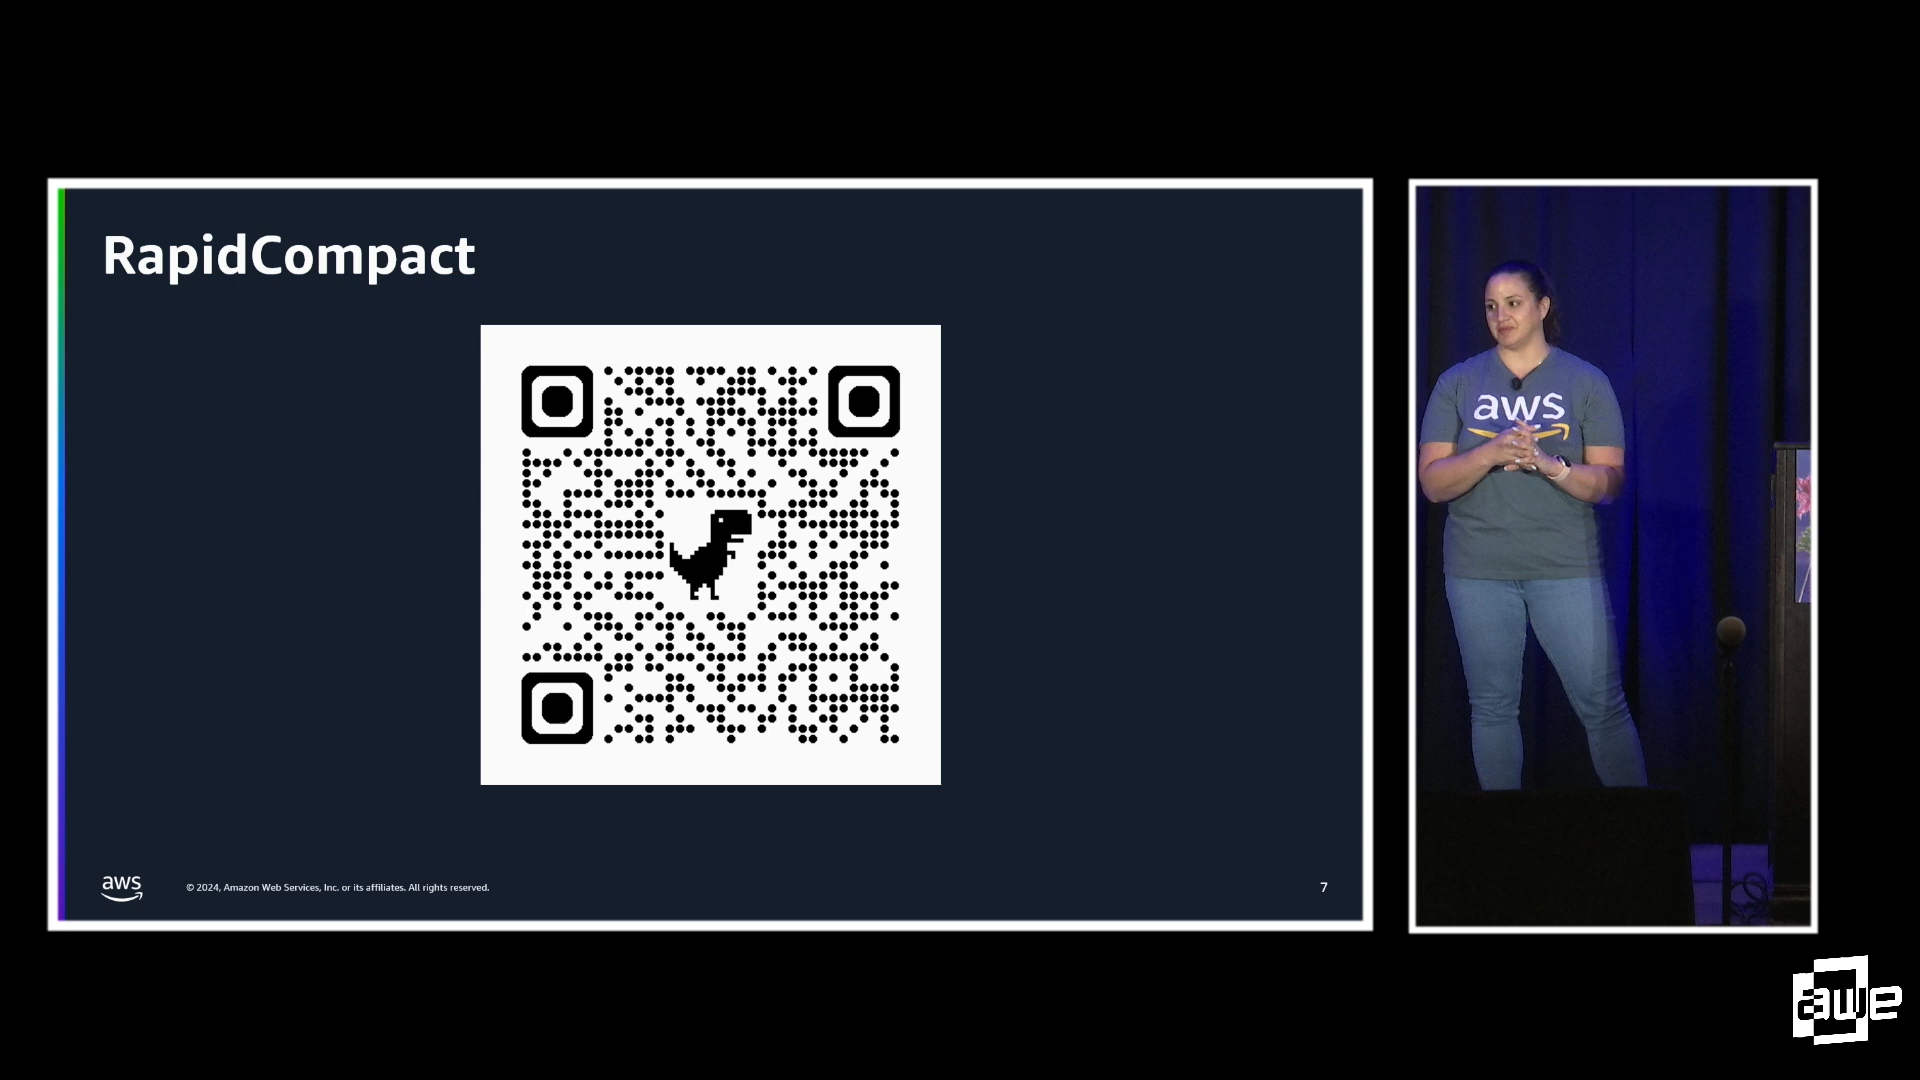 RapidCompact
aws
© 2024, Amazon Web Services, Inc. or its affiliates. All rights reserved.
7
aws
awe